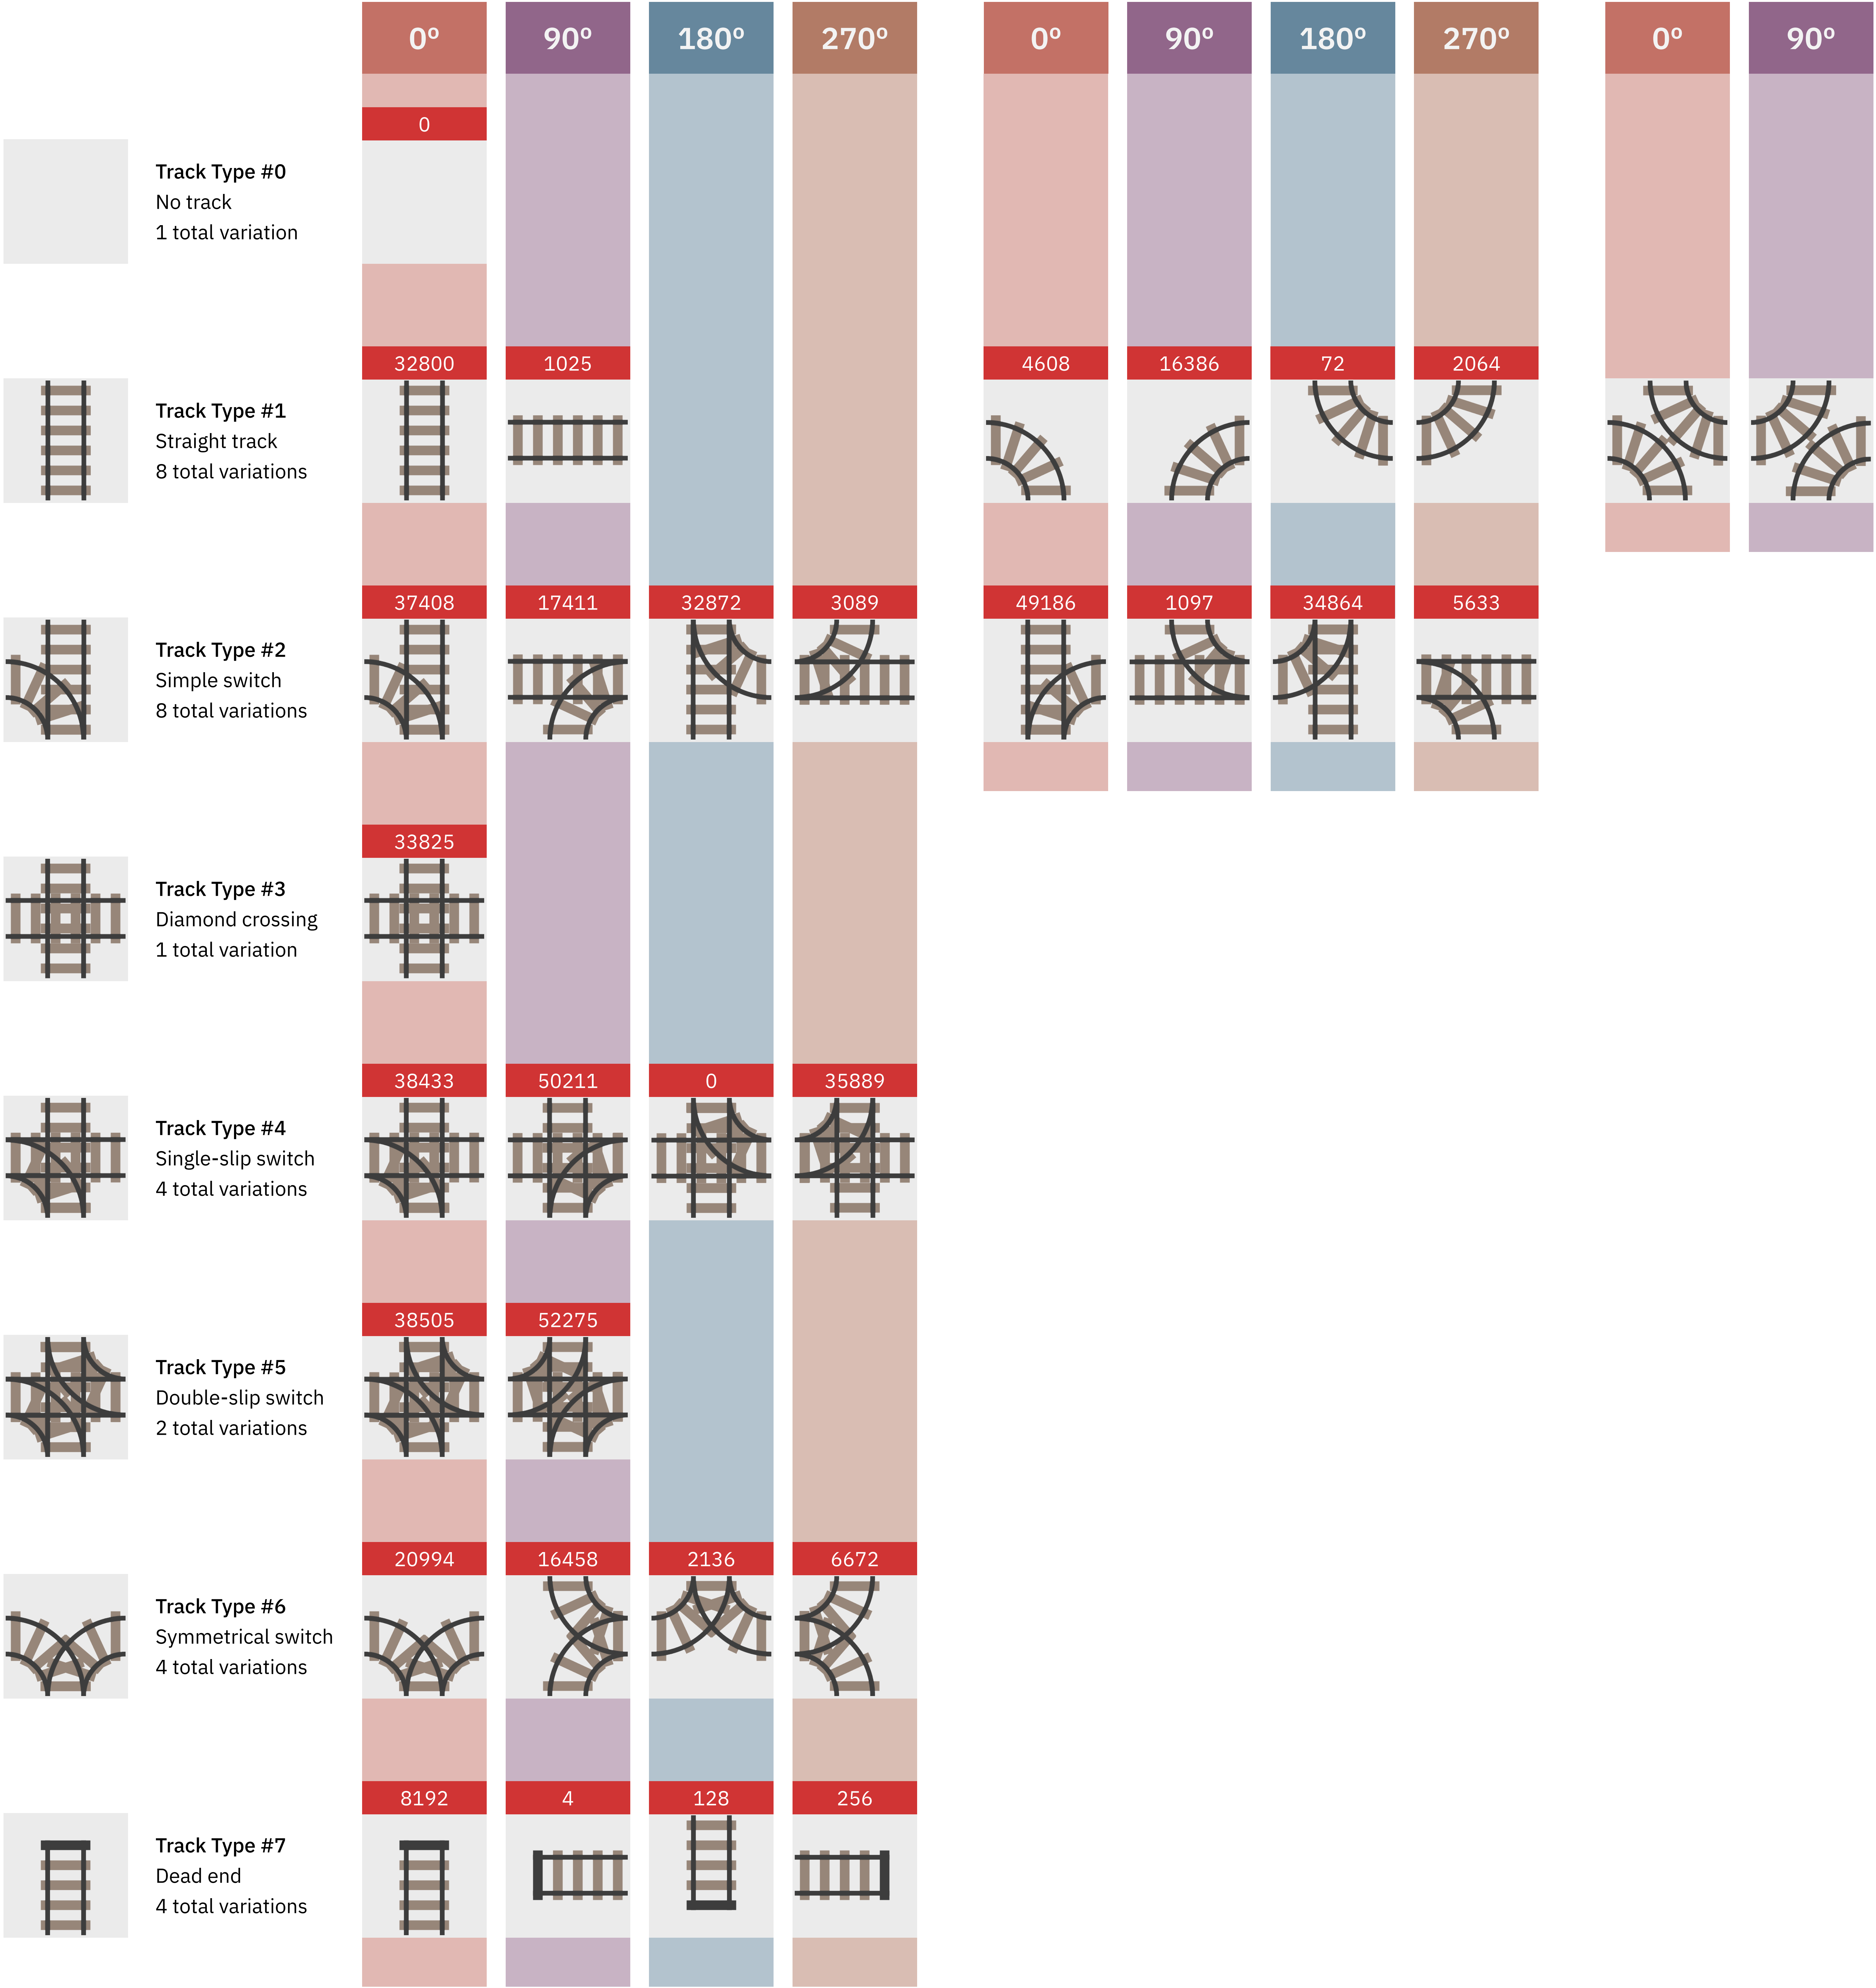 0º 90º 180º 270º 0º 90º 180º 270º 0º 90º
0
Track Type #0
No track
1 total variation
32800 1025 4608 16386 72 2064
Track Type #1
Straight track
8 total variations
37408 17411 32872 3089 49186 1097 34864 5633
Track Type #2
Simple switch
8 total variations
33825
Track Type #3
Diamond crossing
1 total variation
38433 50211 0 35889
Track Type #4
Single-slip switch
4 total variations
38505 52275
Track Type #5
Double-slip switch
2 total variations
20994 16458 2136 6672
Track Type #6
Symmetrical switch
4 total variations
8192 4 128 256
Track Type #7
Dead end
4 total variations